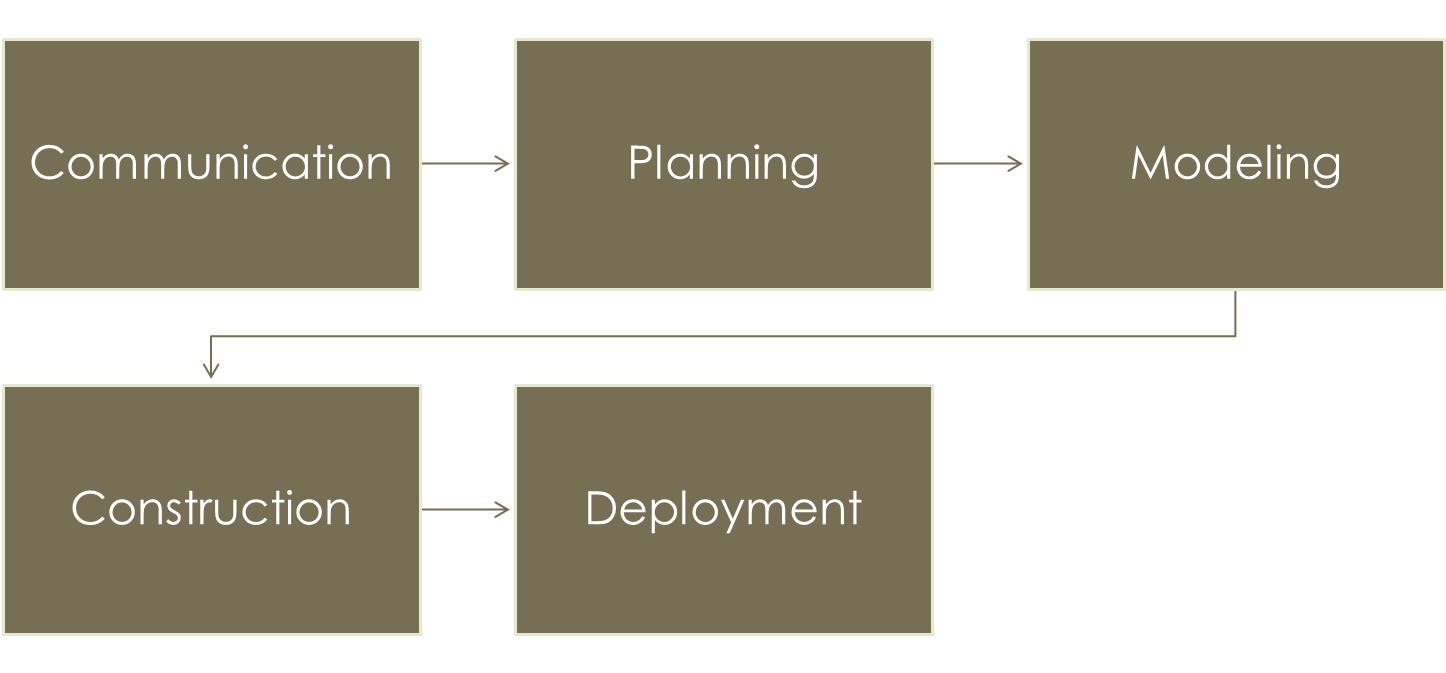 Communication
Planning
Modeling
Construction
Deployment